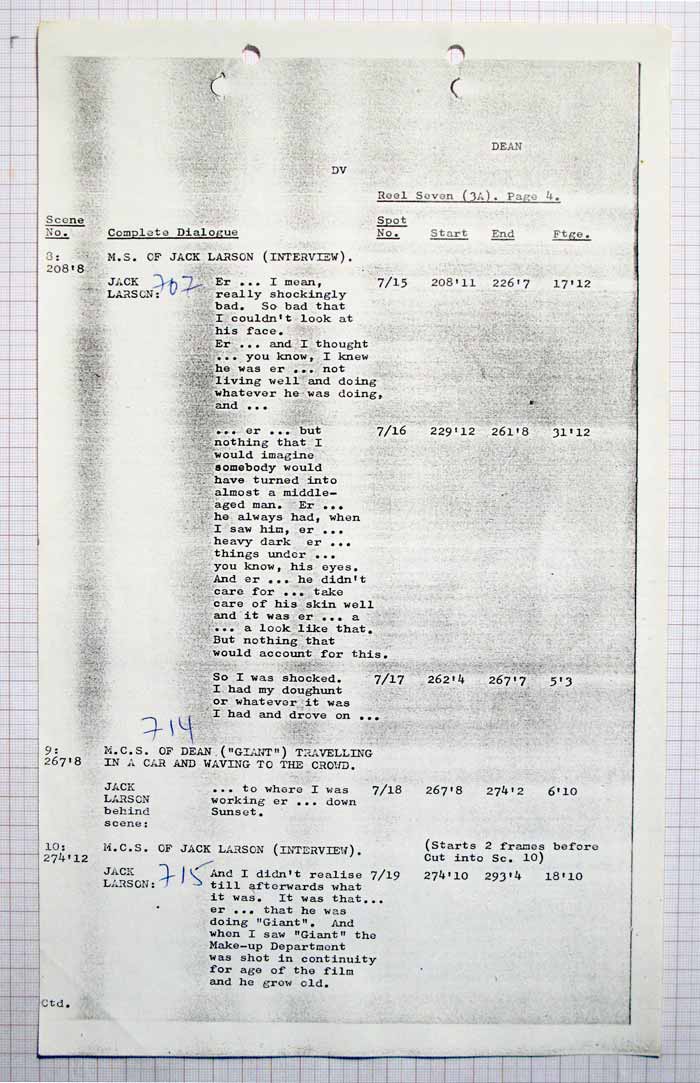 DEAN
DV
Reel Seven (3A). Page 4.
Scene No. Complete Dialogue Spot No. Start End Ftge.
8: M.S. OF JACK LARSON (INTERVIEW).
208'8
JACK LARSON: 707 Er ... I mean, 7/15 208'11 226'7 17'12
really shockingly
bad. So bad that
I couldn't look at
his face.
Er ... and I thought
... you know, I knew
he was er ... not
living well and doing
whatever he was doing,
and ...
... er ... but 7/16 229'12 261'8 31'12
nothing that I
would imagine
somebody would
have turned into
almost a middle-
aged man. Er ...
he always had, when
I saw him, er ...
heavy dark er ...
things under ...
you know, his eyes.
And er ... he didn't
care for ... take
care of his skin well
and it was er ... a
... a look like that.
But nothing that
would account for this.
So I was shocked. 7/17 262'4 267'7 5'3
I had my doughunt
or whatever it was
I had and drove on ...
714
9: M.C.S. OF DEAN ("GIANT") TRAVELLING
267'8 IN A CAR AND WAVING TO THE CROWD.
JACK ... to where I was 7/18 267'8 274'2 6'10
LARSON working er ... down
behind Sunset.
scene:
10: M.C.S. OF JACK LARSON (INTERVIEW). (Starts 2 frames before
274'12 Cut into Sc. 10)
JACK LARSON: 715 And I didn't realise 7/19 274'10 293'4 18'10
till afterwards what
it was. It was that...
er ... that he was
doing "Giant". And
when I saw "Giant" the
Make-up Department
was shot in continuity
for age of the film
and he grow old.
Ctd.